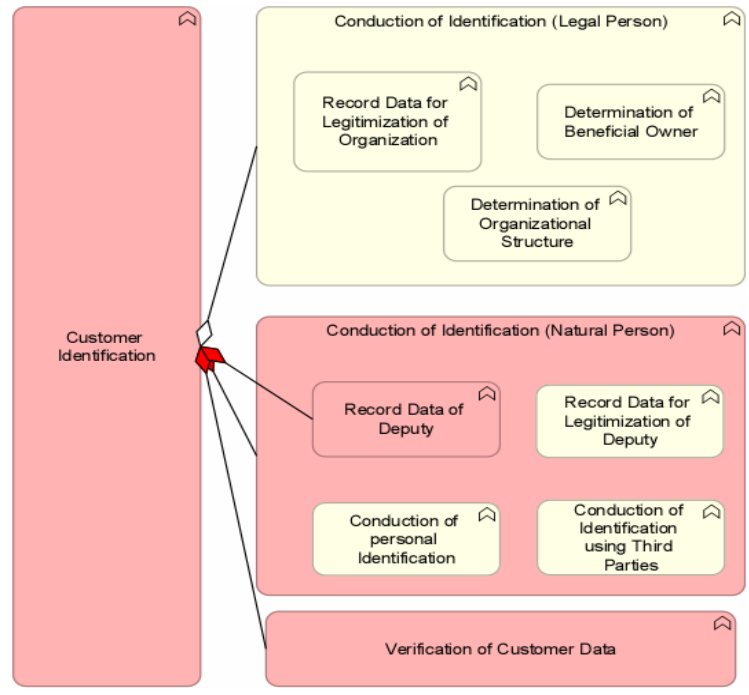 Customer
Identification
Conduction of Identification (Legal Person)
Record Data for
Legitimization of
Organization
Determination of
Beneficial Owner
Determination of
Organizational
Structure
Conduction of Identification (Natural Person)
Record Data of
Deputy
Record Data for
Legitimization of
Deputy
Conduction of
personal
Identification
Conduction of
Identification
using Third
Parties
Verification of Customer Data